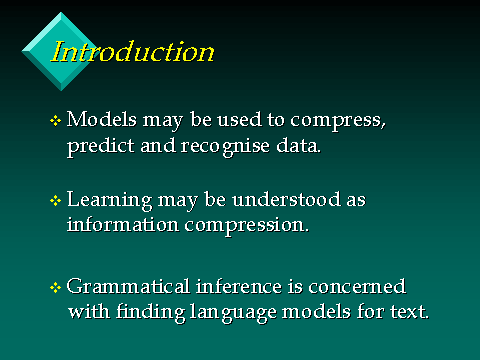 Introduction
Models may be used to compress,
predict and recognise data.
Learning may be understood as
information compression.
Grammatical inference is concerned
with finding language models for text.